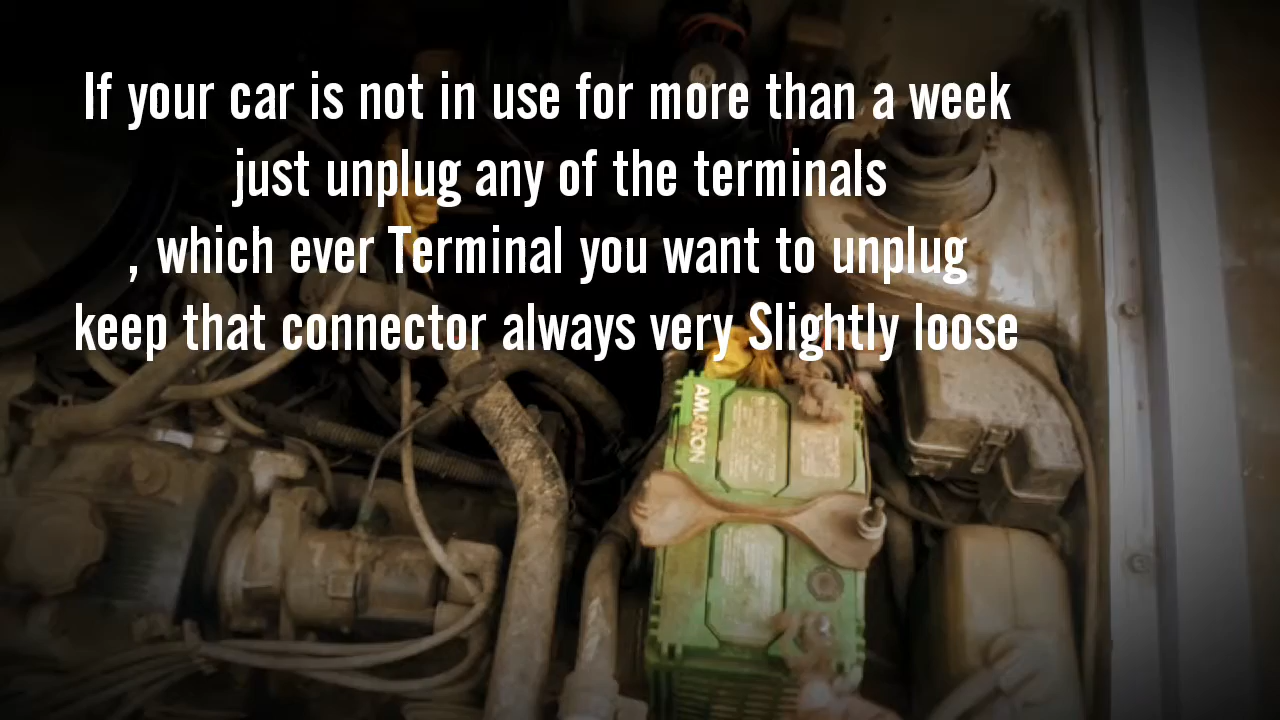 If your car is not in use for more than a week
just unplug any of the terminals
, which ever Terminal you want to unplug
keep that connector always very Slightly loose
AMARON